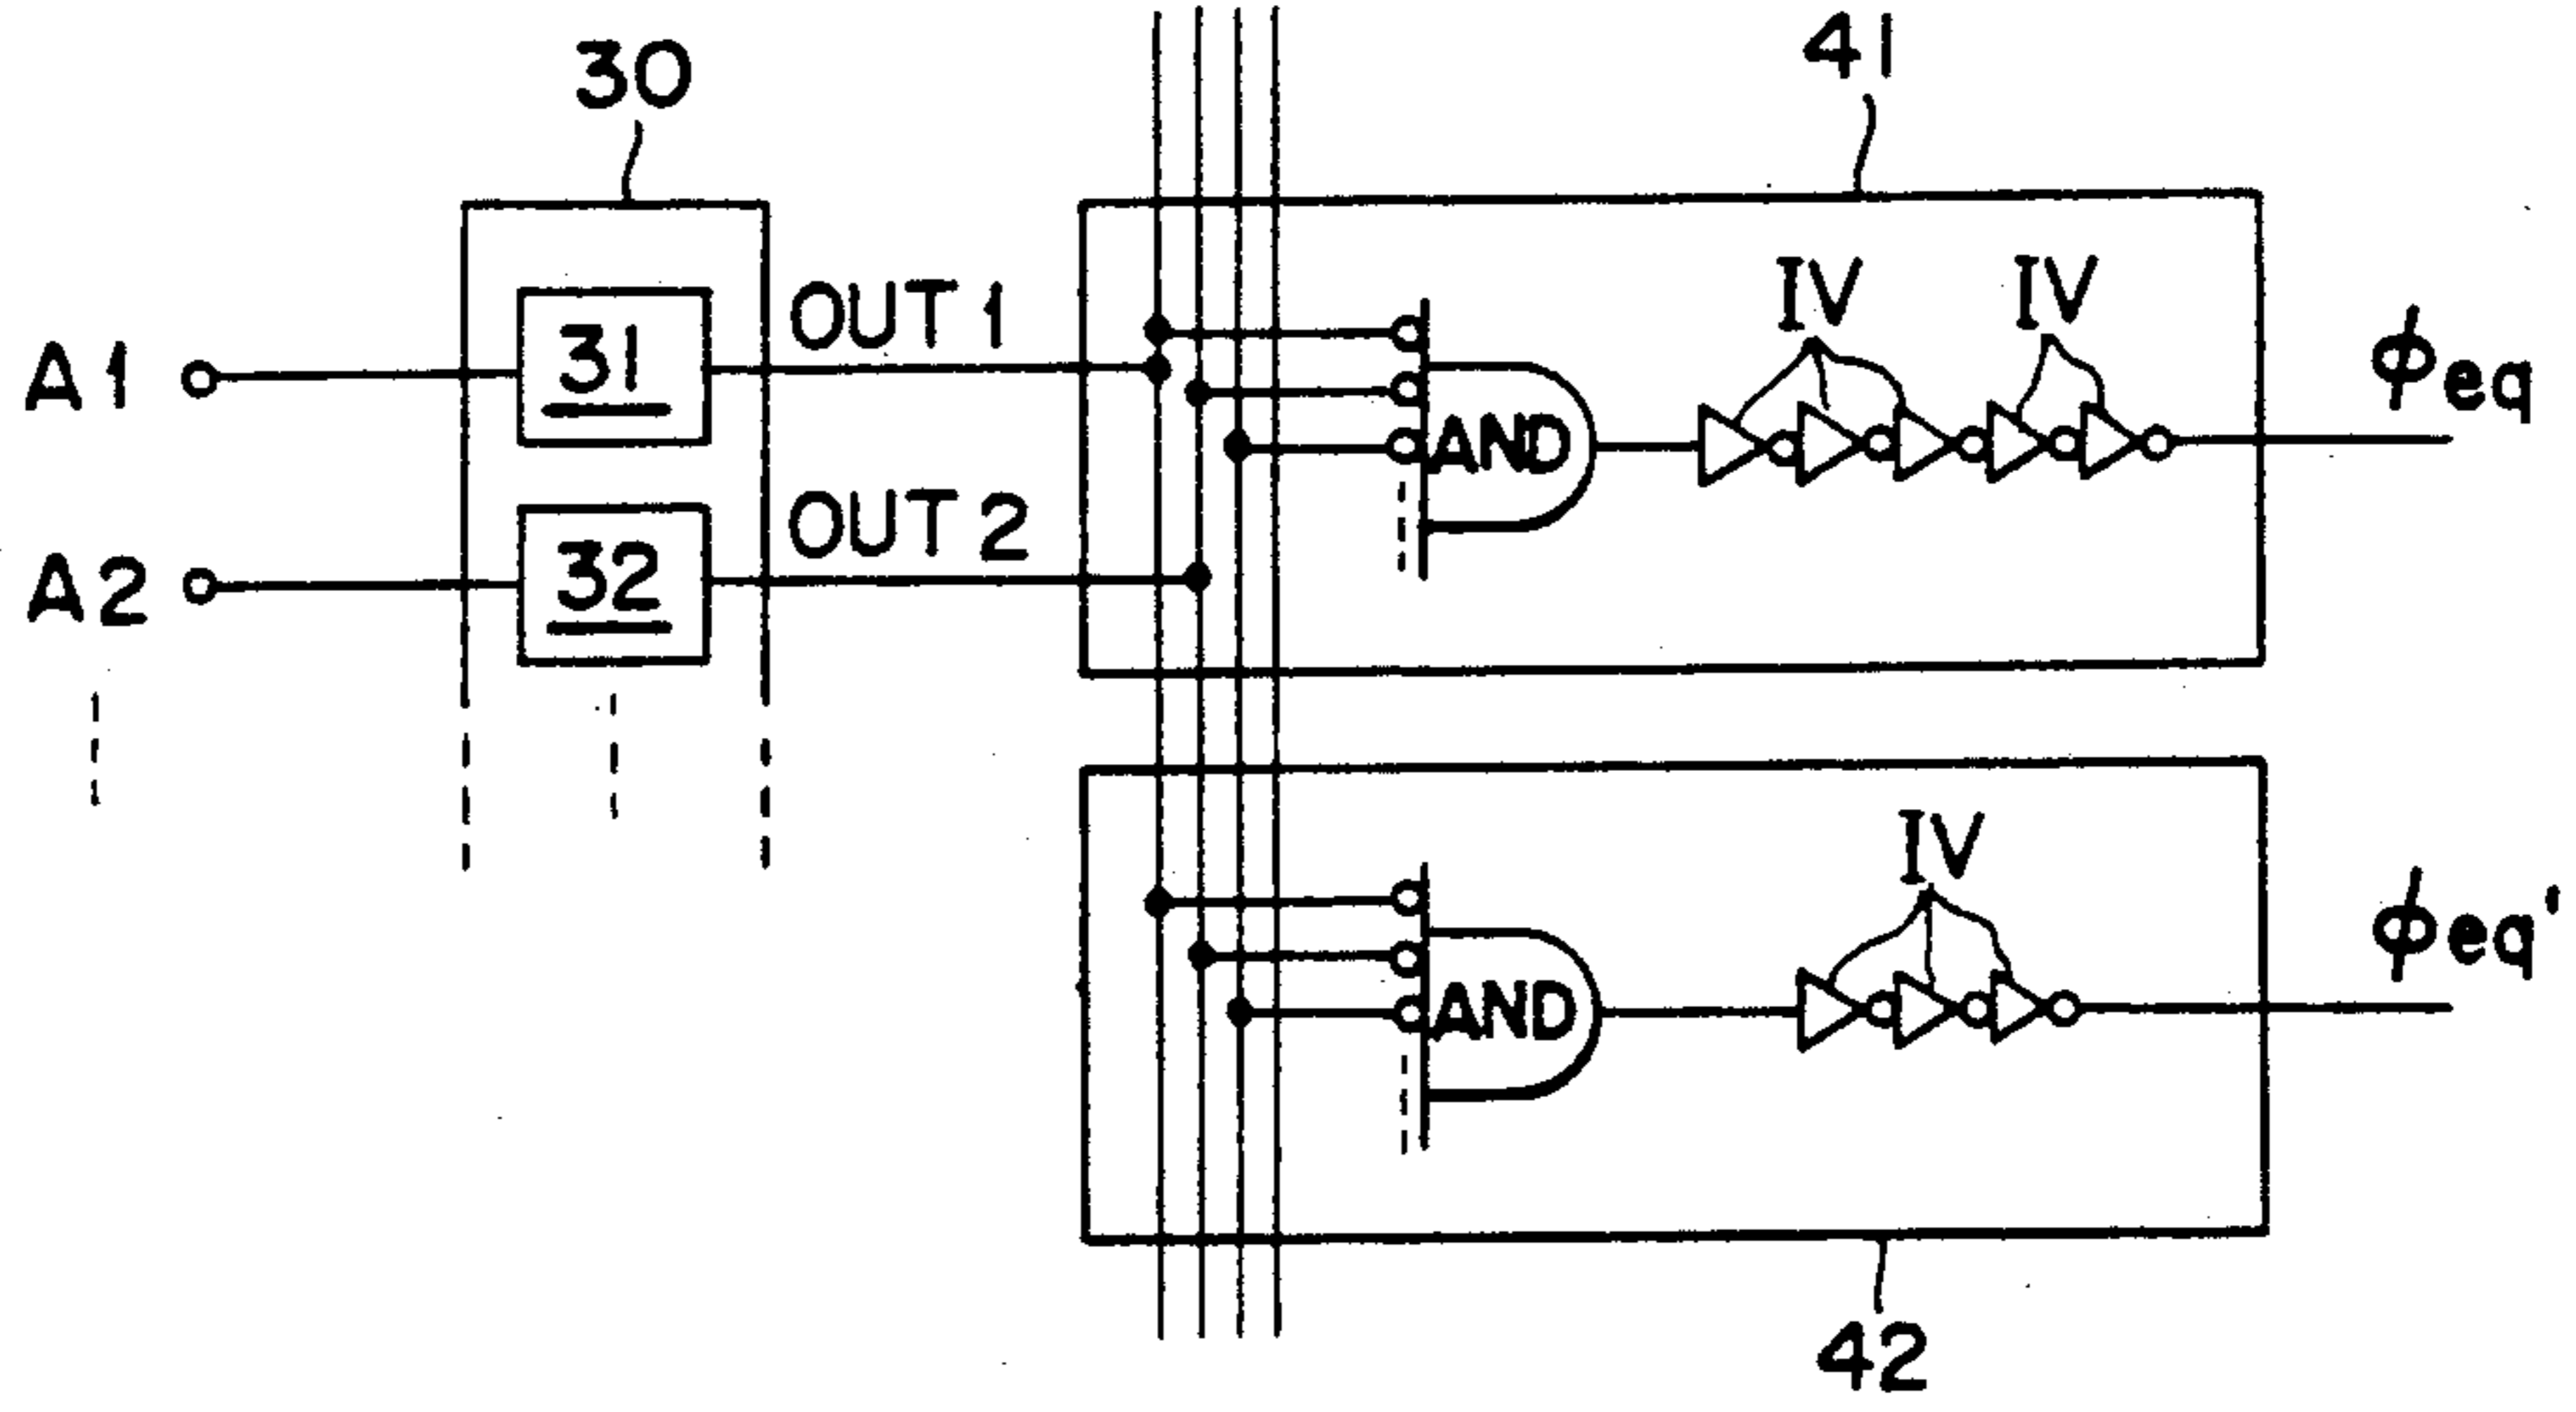 30
41
A1
31
OUT 1
AND
IV
IV
ϕeq
A2
32
OUT 2
AND
IV
ϕeq'
42